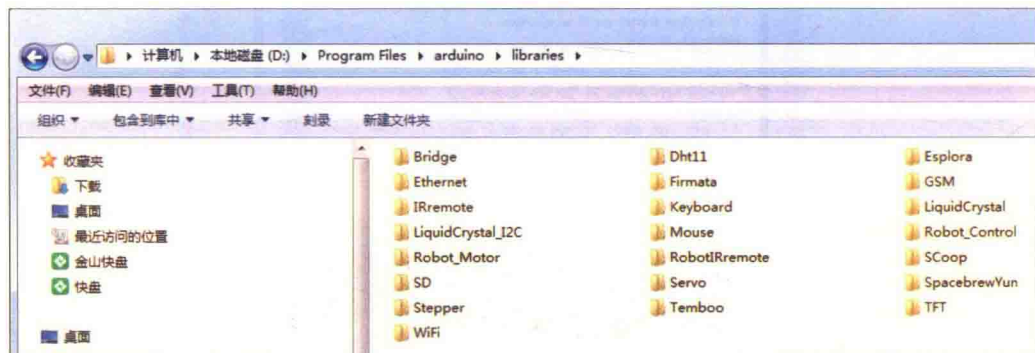 计算机 本地磁盘 (D:) Program Files arduino libraries
文件(F) 编辑(E) 查看(V) 工具(T) 帮助(H)
组织 包含到库中 共享 刻录 新建文件夹
收藏夹
下载
桌面
最近访问的位置
金山快盘
快盘
桌面
Bridge Dht11 Esplora
Ethernet Firmata GSM
IRremote Keyboard LiquidCrystal
LiquidCrystal_I2C Mouse Robot_Control
Robot_Motor RobotIRremote SCoop
SD Servo SpacebrewYun
Stepper Temboo TFT
WiFi